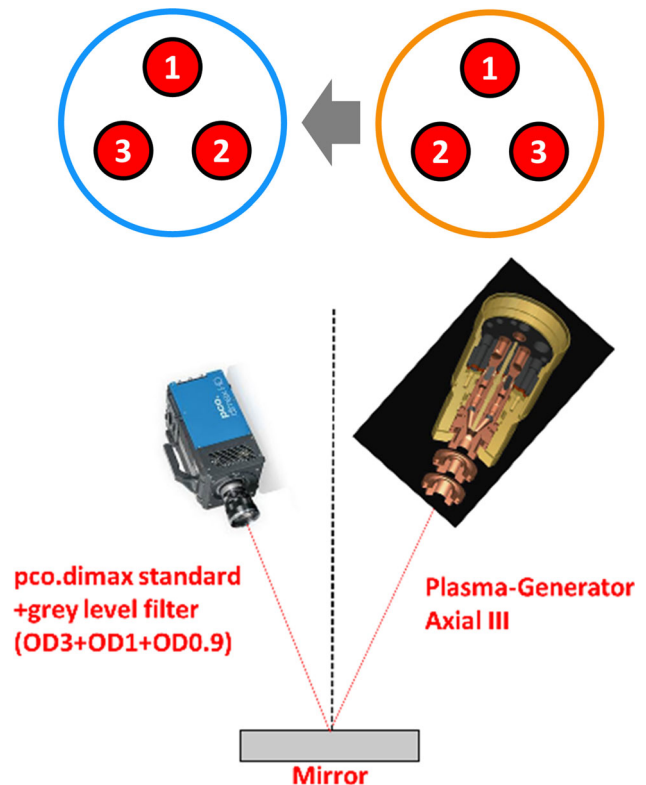 1
1
3
2
2
3
pco.
pco.dimax standard
+grey level filter
(OD3+OD1+OD0.9)
Plasma-Generator
Axial III
Mirror